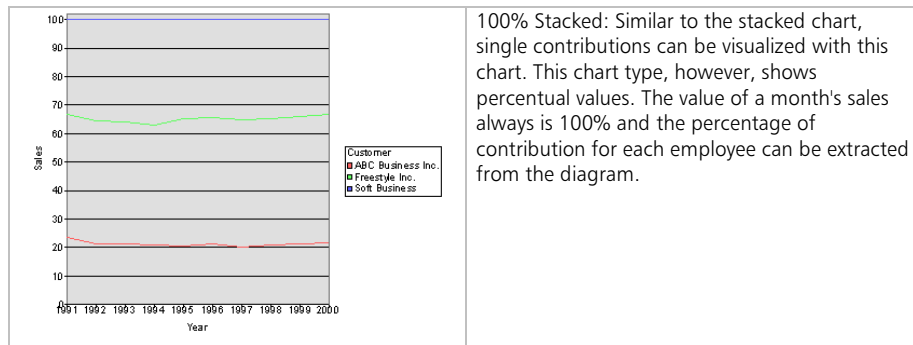 100
90
80
70
60
50
40
30
20
10
0
Sales
1991 1992 1993 1994 1995 1996 1997 1998 1999 2000
Year
Customer
ABC Business Inc.
Freestyle Inc.
Soft Business
100% Stacked: Similar to the stacked chart,
single contributions can be visualized with this
chart. This chart type, however, shows
percentual values. The value of a month's sales
always is 100% and the percentage of
contribution for each employee can be extracted
from the diagram.